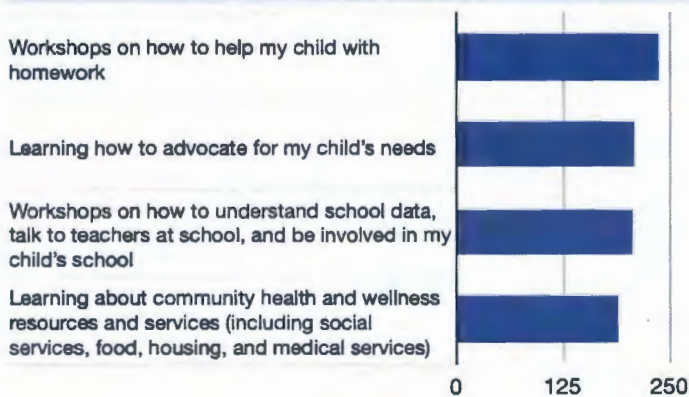 Workshops on how to help my child with
homework
Learning how to advocate for my child's needs
Workshops on how to understand school data,
talk to teachers at school, and be involved in my
child's school
Learning about community health and wellness
resources and services (including social
services, food, housing, and medical services)
0 125 250